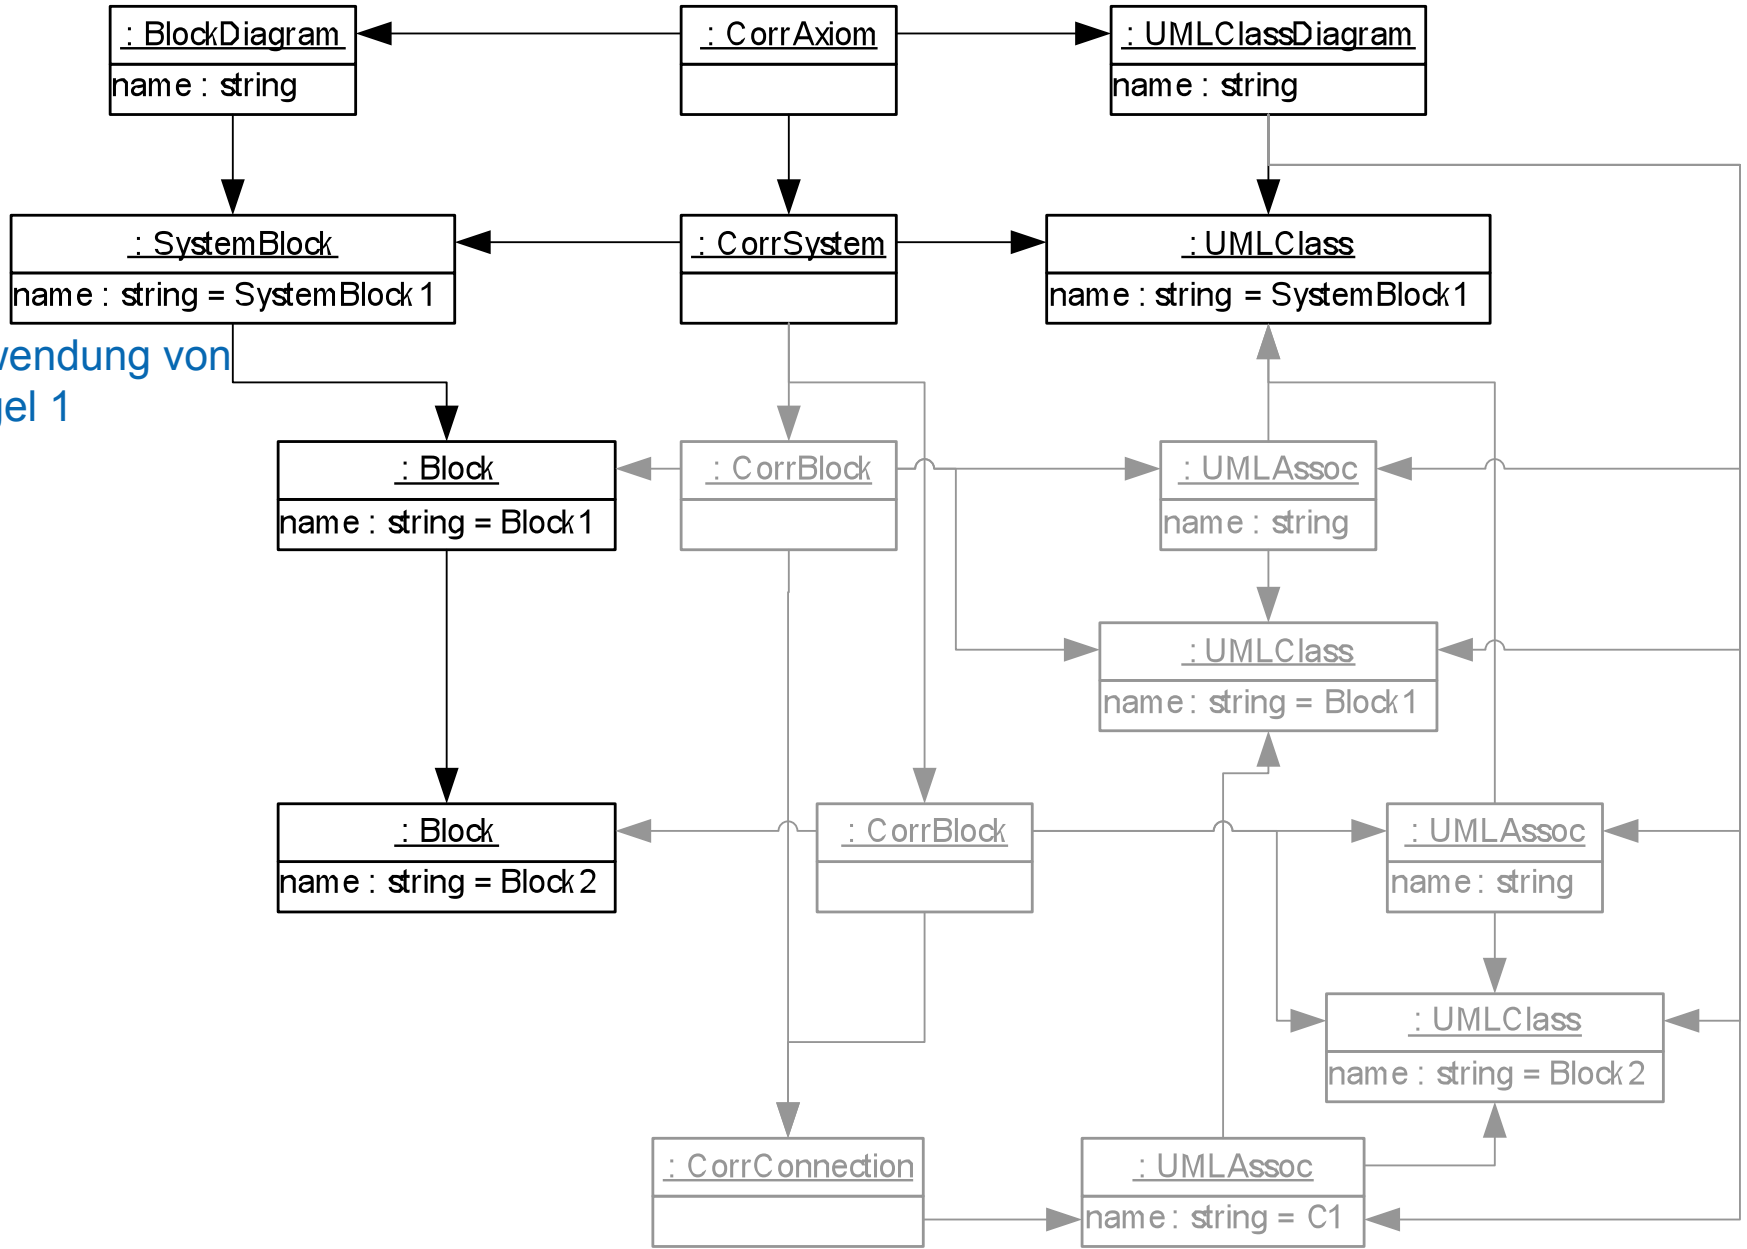 : BlockDiagram
name : string
: CorrAxiom
: UMLClassDiagram
name : string
: SystemBlock
name : string = SystemBlock1
: CorrSystem
: UMLClass
name : string = SystemBlock1
wendung von
gel 1
: Block
name : string = Block1
: CorrBlock
: UMLAssoc
name : string
: UMLClass
name : string = Block1
: Block
name : string = Block2
: CorrBlock
: UMLAssoc
name : string
: UMLClass
name : string = Block2
: CorrConnection
: UMLAssoc
name : string = C1